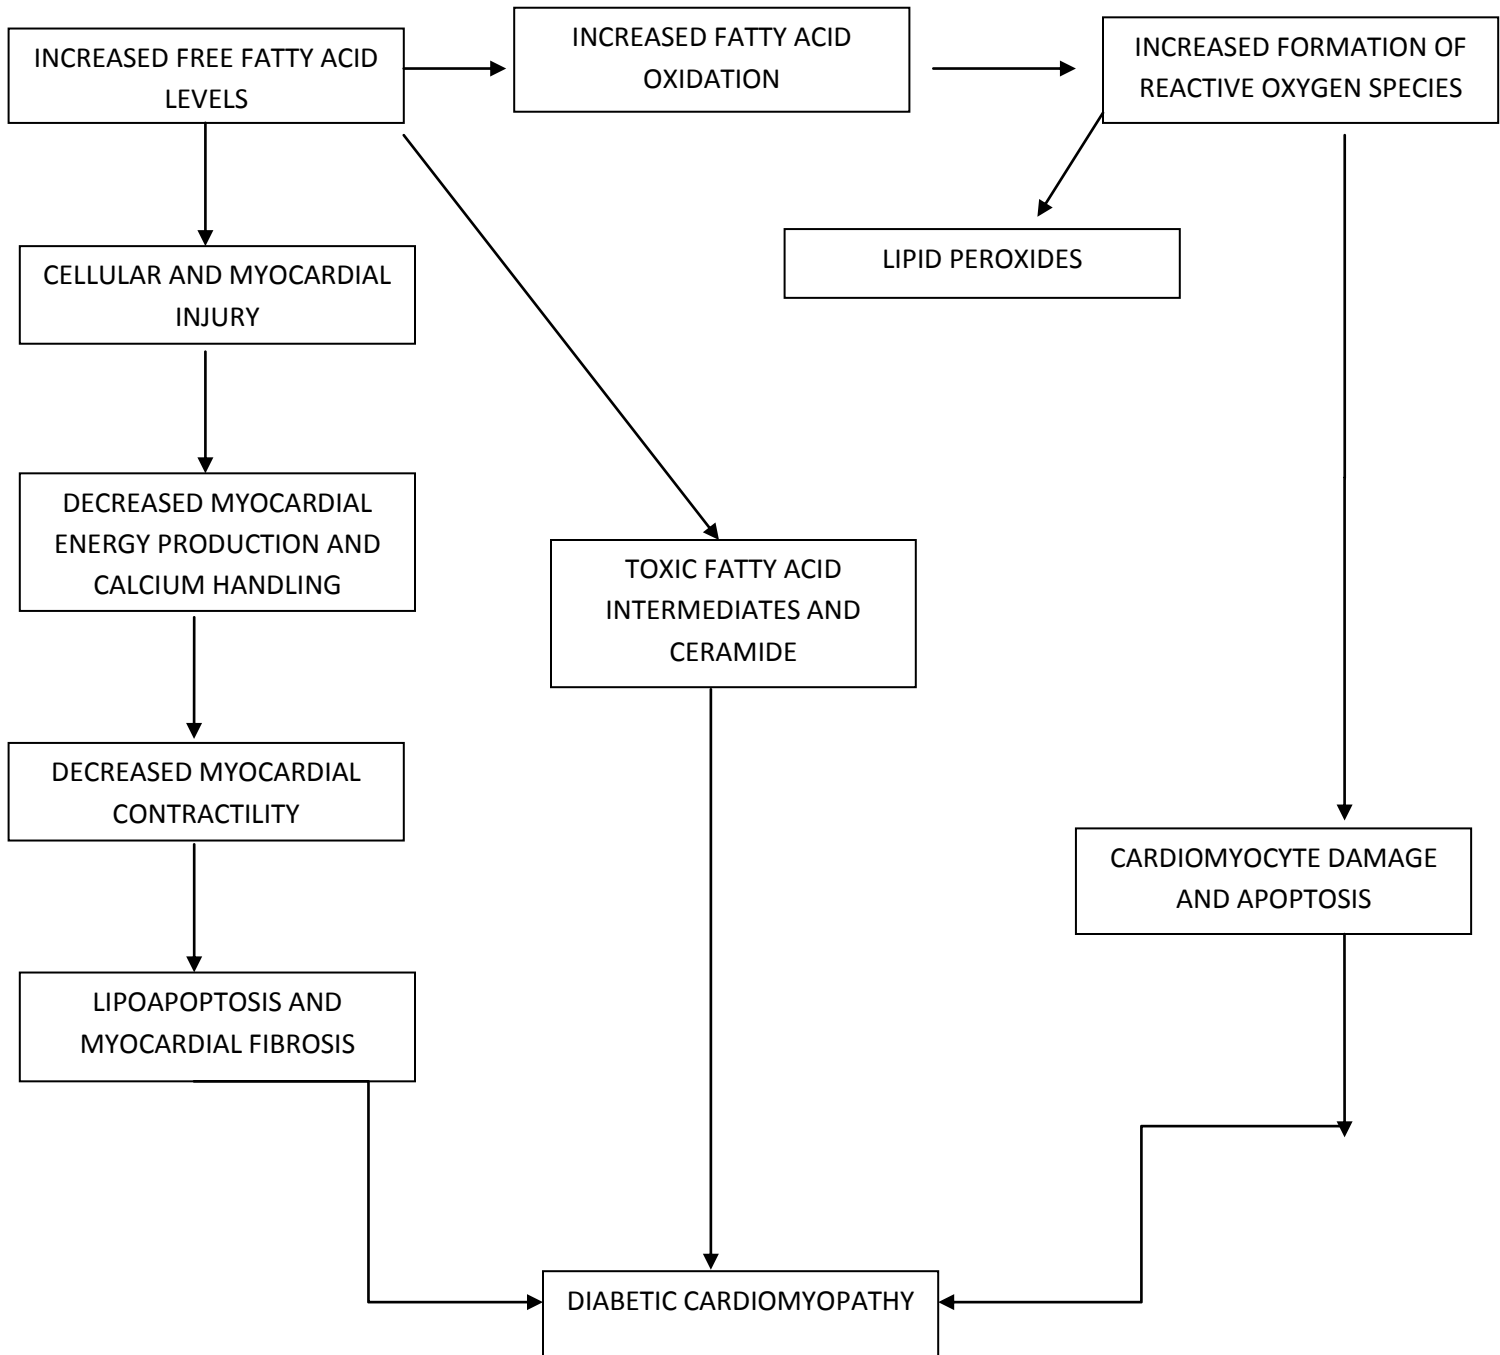 INCREASED FREE FATTY ACID
LEVELS
INCREASED FATTY ACID
OXIDATION
INCREASED FORMATION OF
REACTIVE OXYGEN SPECIES
LIPID PEROXIDES
CELLULAR AND MYOCARDIAL
INJURY
DECREASED MYOCARDIAL
ENERGY PRODUCTION AND
CALCIUM HANDLING
TOXIC FATTY ACID
INTERMEDIATES AND
CERAMIDE
DECREASED MYOCARDIAL
CONTRACTILITY
CARDIOMYOCYTE DAMAGE
AND APOPTOSIS
LIPOAPOPTOSIS AND
MYOCARDIAL FIBROSIS
DIABETIC CARDIOMYOPATHY